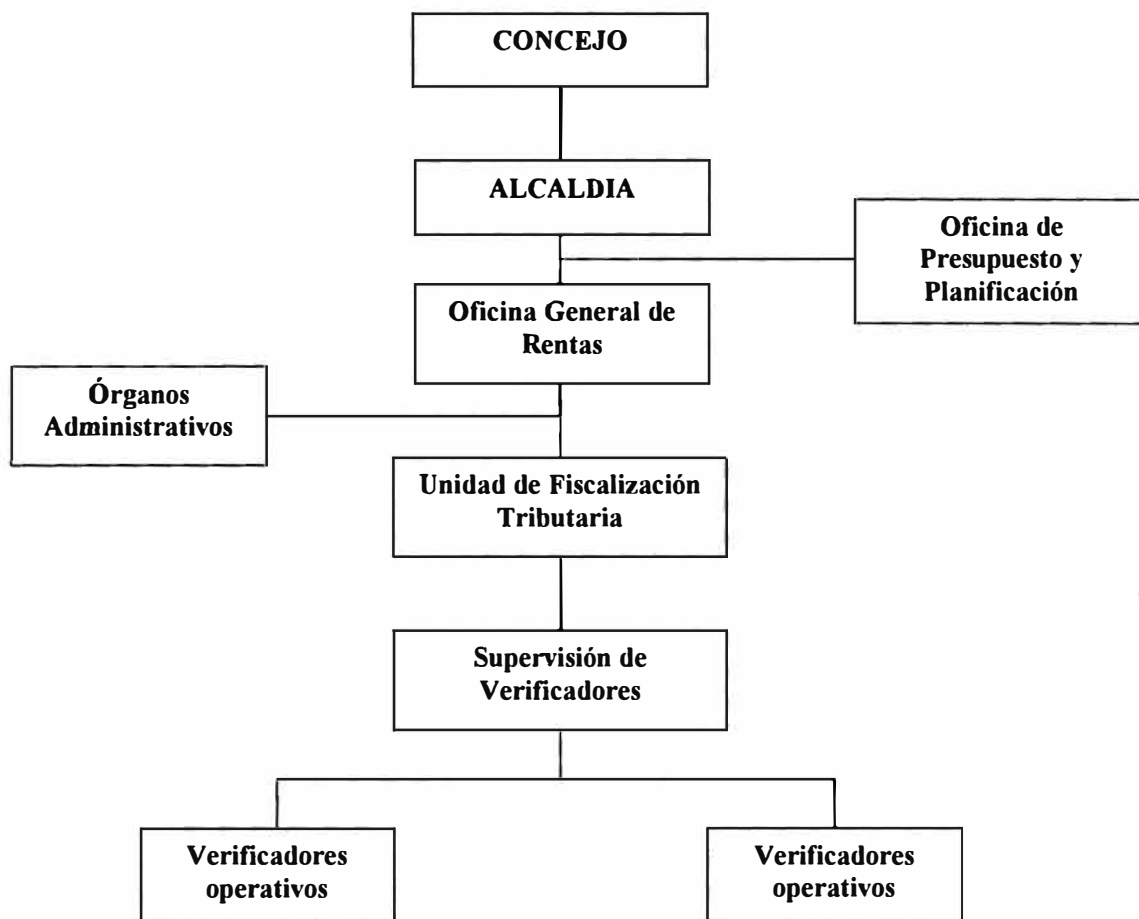 CONCEJO
ALCALDIA
Oficina de
Presupuesto y
Planificación
Oficina General de
Rentas
Órganos
Administrativos
Unidad de Fiscalización
Tributaria
Supervisión de
Verificadores
Verificadores
operativos
Verificadores
operativos